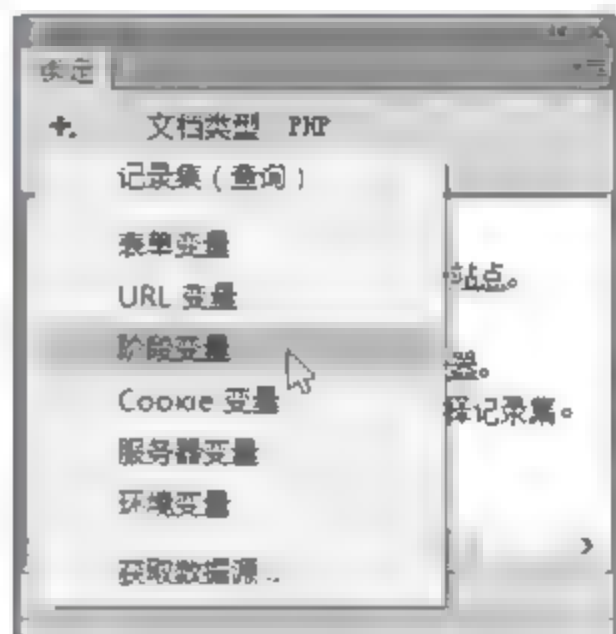 绑定
+. 文档类型 PHP
记录集（查询）
表单变量
URL 变量
站点。
阶段变量
器。
Cookie 变量
择记录集。
服务器变量
环境变量
获取数据源...